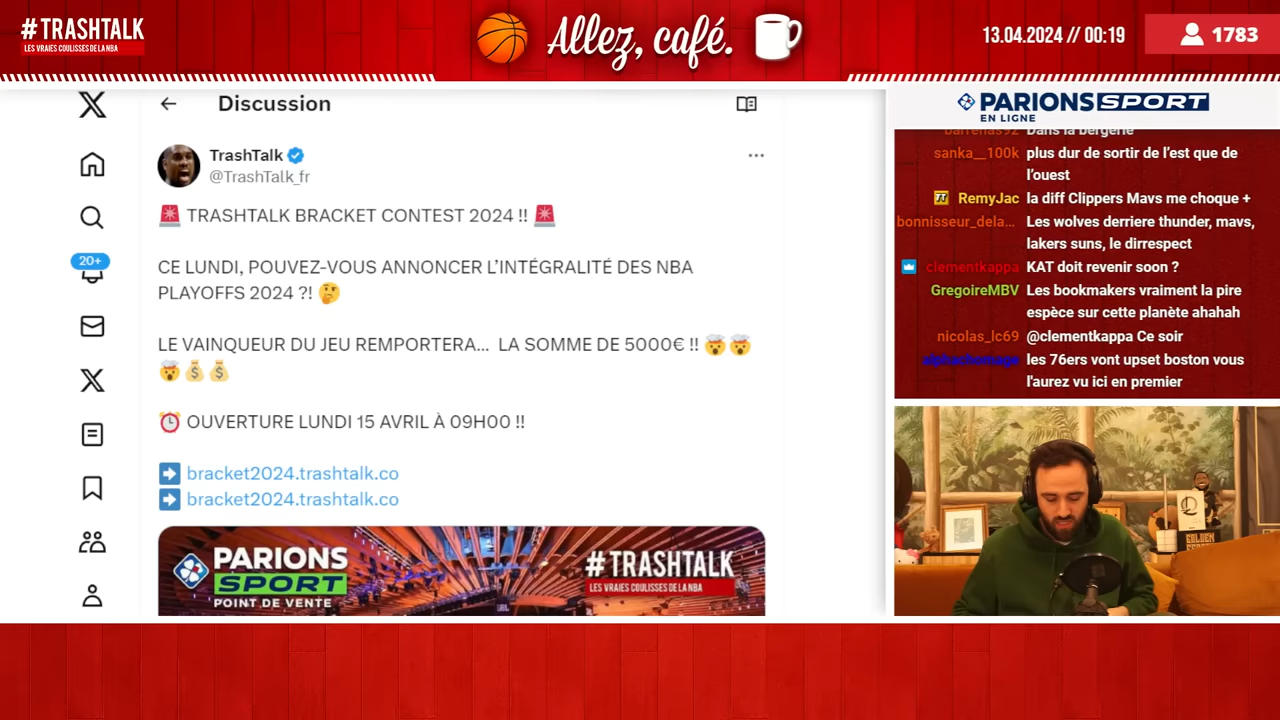 #TRASHTALK
LES VRAIES COULISSES DE LA NBA
Allez, café.
13.04.2024 // 00:19
1783
Discussion
TrashTalk
@TrashTalk_fr
🚨 TRASHTALK BRACKET CONTEST 2024 !! 🚨
CE LUNDI, POUVEZ-VOUS ANNONCER L’INTÉGRALITÉ DES NBA
PLAYOFFS 2024 ?! 🤔
LE VAINQUEUR DU JEU REMPORTERA... LA SOMME DE 5000€ !! 🤯🤯
🤯💰💰
⏰ OUVERTURE LUNDI 15 AVRIL À 09H00 !!
➡️ bracket2024.trashtalk.co
➡️ bracket2024.trashtalk.co
20+
PARIONS
SPORT
POINT DE VENTE
#TRASHTALK
LES VRAIES COULISSES DE LA NBA
PARIONS SPORT
EN LIGNE
barrenas92 Dans la bergerie
sanka__100k plus dur de sortir de l’est que de
l’ouest
RemyJac la diff Clippers Mavs me choque +
bonnisseur_dela... Les wolves derriere thunder, mavs,
lakers suns, le dirrespect
clementkappa KAT doit revenir soon ?
GregoireMBV Les bookmakers vraiment la pire
espèce sur cette planète ahahah
nicolas_lc69 @clementkappa Ce soir
les 76ers vont upset boston vous
l'aurez vu ici en premier